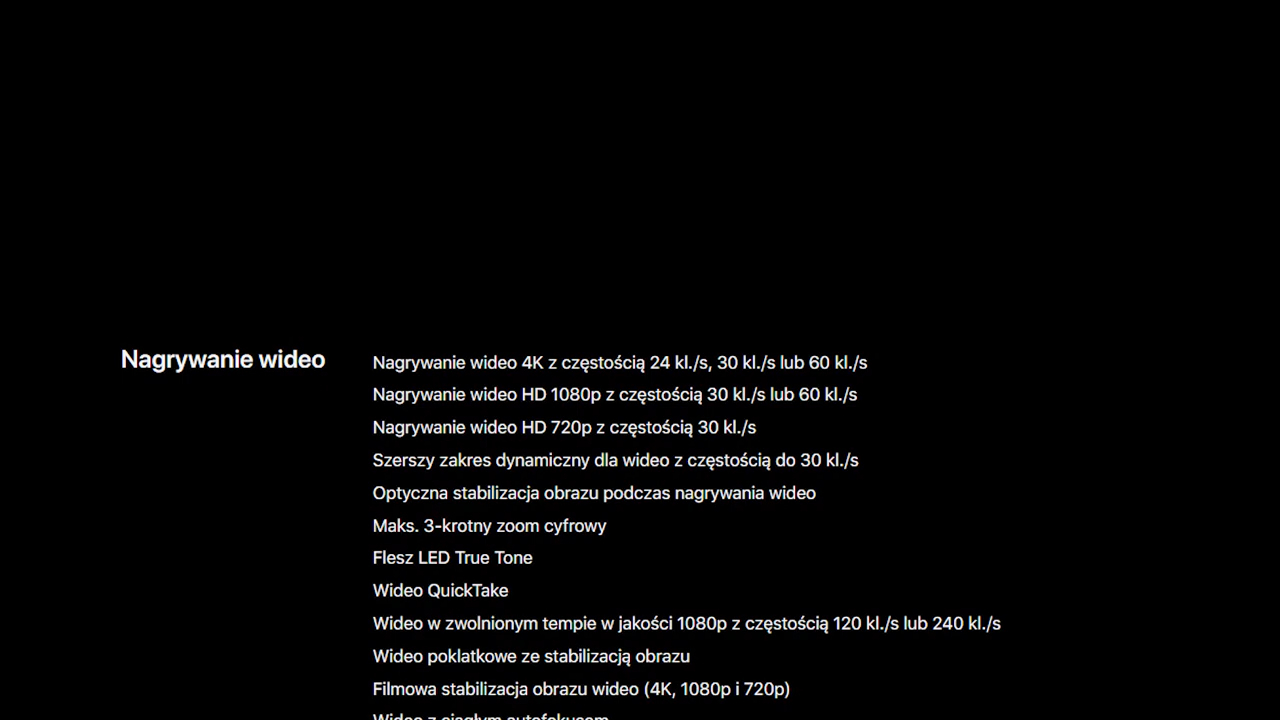 Nagrywanie wideo
Nagrywanie wideo 4K z częstością 24 kl./s, 30 kl./s lub 60 kl./s
Nagrywanie wideo HD 1080p z częstością 30 kl./s lub 60 kl./s
Nagrywanie wideo HD 720p z częstością 30 kl./s
Szerszy zakres dynamiczny dla wideo z częstością do 30 kl./s
Optyczna stabilizacja obrazu podczas nagrywania wideo
Maks. 3-krotny zoom cyfrowy
Flesz LED True Tone
Wideo QuickTake
Wideo w zwolnionym tempie w jakości 1080p z częstością 120 kl./s lub 240 kl./s
Wideo poklatkowe ze stabilizacją obrazu
Filmowa stabilizacja obrazu wideo (4K, 1080p i 720p)
Wideo z ciągłym autofokusem